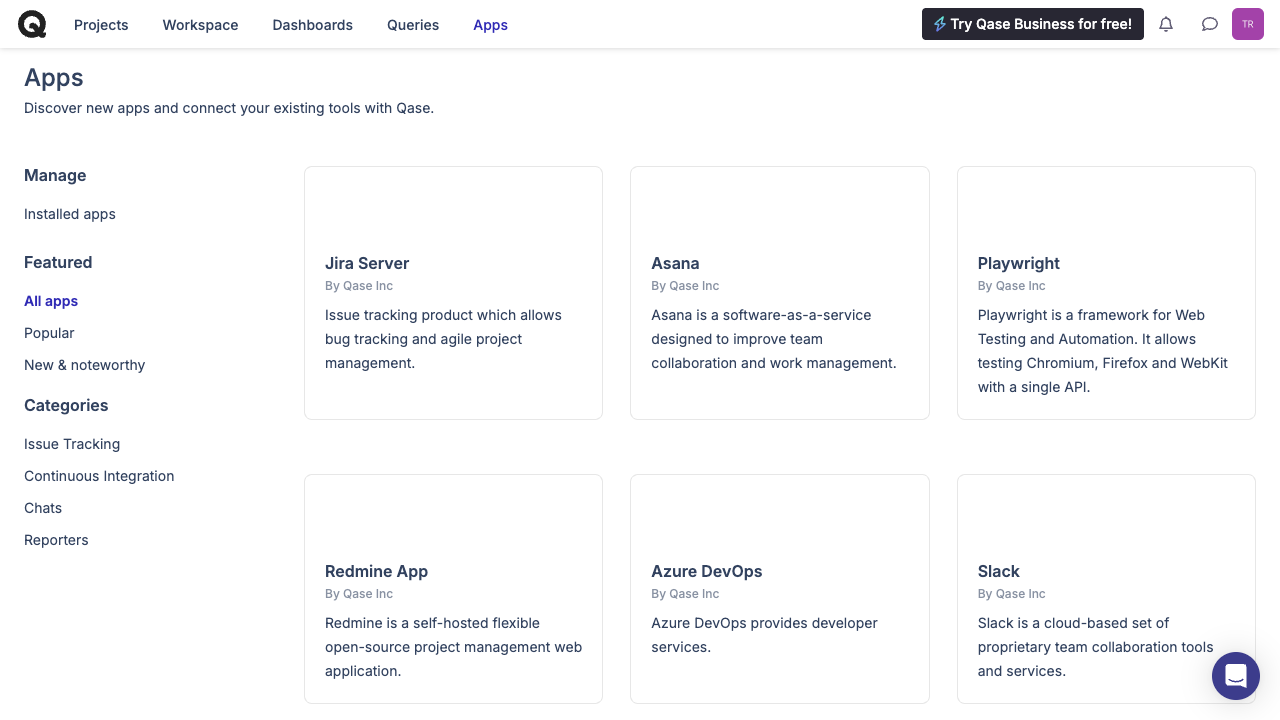 Projects
Workspace
Dashboards
Queries
Apps
Try Qase Business for free!
TR
Apps
Discover new apps and connect your existing tools with Qase.
Manage
Installed apps
Featured
All apps
Popular
New & noteworthy
Categories
Issue Tracking
Continuous Integration
Chats
Reporters
Jira Server
By Qase Inc
Issue tracking product which allows
bug tracking and agile project
management.
Asana
By Qase Inc
Asana is a software-as-a-service
designed to improve team
collaboration and work management.
Playwright
By Qase Inc
Playwright is a framework for Web
Testing and Automation. It allows
testing Chromium, Firefox and WebKit
with a single API.
Redmine App
By Qase Inc
Redmine is a self-hosted flexible
open-source project management web
application.
Azure DevOps
By Qase Inc
Azure DevOps provides developer
services.
Slack
By Qase Inc
Slack is a cloud-based set of
proprietary team collaboration tools
and services.